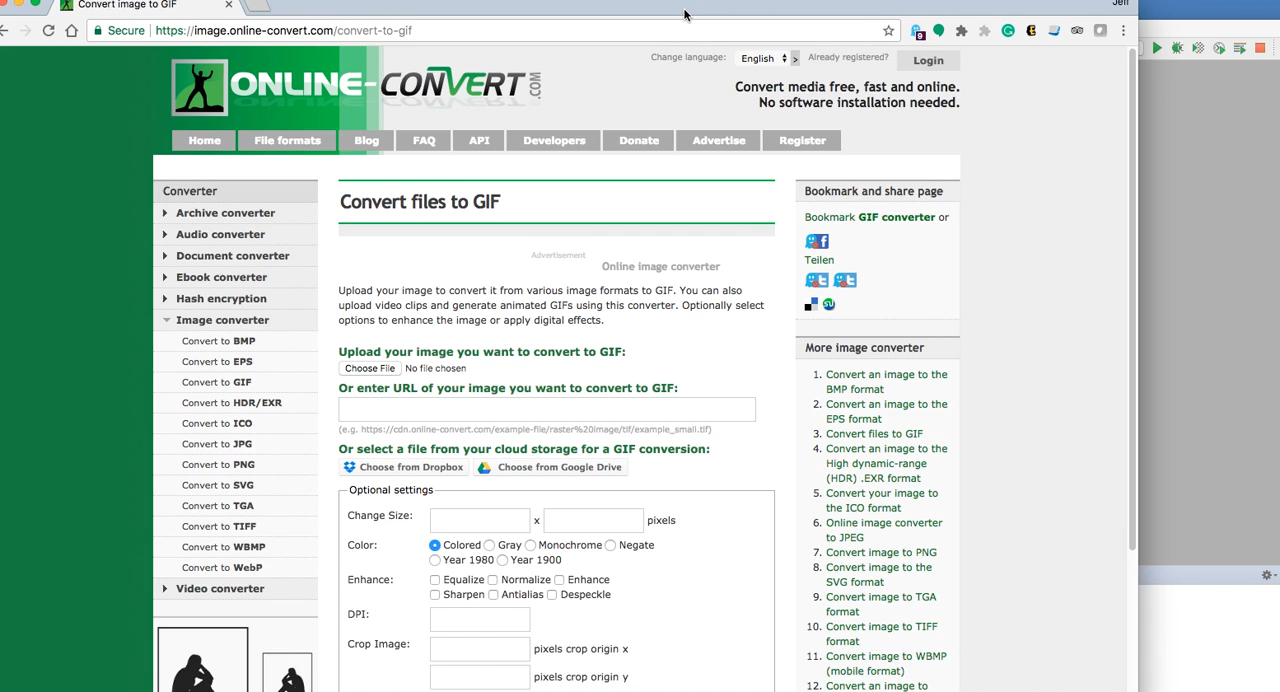 Convert image to GIF
Jeff
Secure https://image.online-convert.com/convert-to-gif
9
Change language: English > Already registered? Login
ONLINE-CONVERT.COM
Convert media free, fast and online.
No software installation needed.
Home File formats Blog FAQ API Developers Donate Advertise Register
Converter
Archive converter
Audio converter
Document converter
Ebook converter
Hash encryption
Image converter
Convert to BMP
Convert to EPS
Convert to GIF
Convert to HDR/EXR
Convert to ICO
Convert to JPG
Convert to PNG
Convert to SVG
Convert to TGA
Convert to TIFF
Convert to WBMP
Convert to WebP
Video converter
Convert files to GIF
Advertisement
Online image converter
Upload your image to convert it from various image formats to GIF. You can also
upload video clips and generate animated GIFs using this converter. Optionally select
options to enhance the image or apply digital effects.
Upload your image you want to convert to GIF:
Choose File No file chosen
Or enter URL of your image you want to convert to GIF:
(e.g. https://cdn.online-convert.com/example-file/raster%20image/tif/example_small.tif)
Or select a file from your cloud storage for a GIF conversion:
Choose from Dropbox Choose from Google Drive
Optional settings
Change Size: x pixels
Color: Colored Gray Monochrome Negate
Year 1980 Year 1900
Enhance: Equalize Normalize Enhance
Sharpen Antialias Despeckle
DPI:
Crop Image: pixels crop origin x
pixels crop origin y
Bookmark and share page
Bookmark GIF converter or
Teilen
More image converter
1. Convert an image to the
BMP format
2. Convert an image to the
EPS format
3. Convert files to GIF
4. Convert an image to the
High dynamic-range
(HDR) .EXR format
5. Convert your image to
the ICO format
6. Online image converter
to JPEG
7. Convert image to PNG
8. Convert image to the
SVG format
9. Convert image to TGA
format
10. Convert image to TIFF
format
11. Convert image to WBMP
(mobile format)
12. Convert an image to